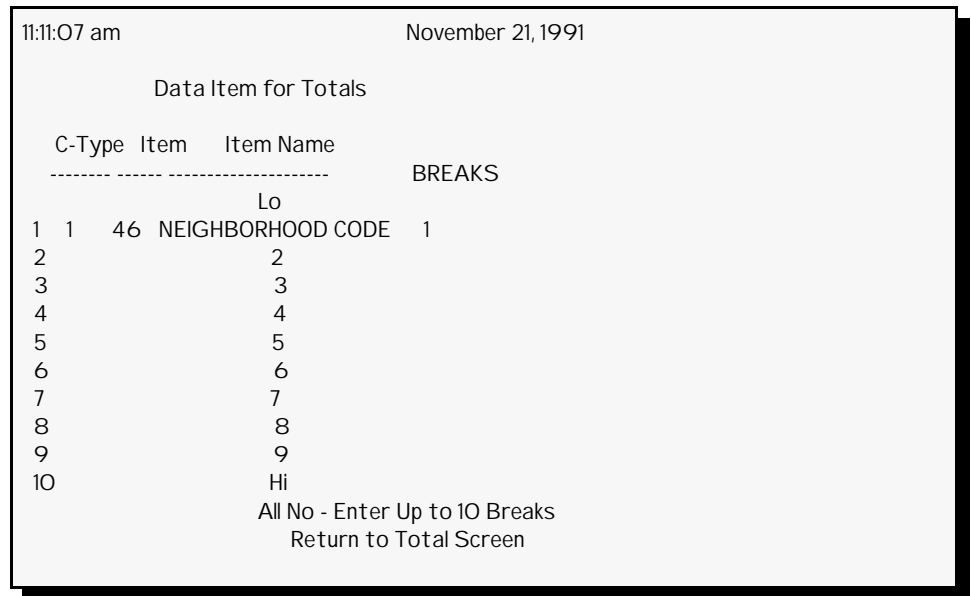 11:11:07 am November 21, 1991
Data Item for Totals
C-Type Item Item Name
-------- ------ --------------------- BREAKS
Lo
1 1 46 NEIGHBORHOOD CODE 1
2 2
3 3
4 4
5 5
6 6
7 7
8 8
9 9
10 Hi
All No - Enter Up to 10 Breaks
Return to Total Screen